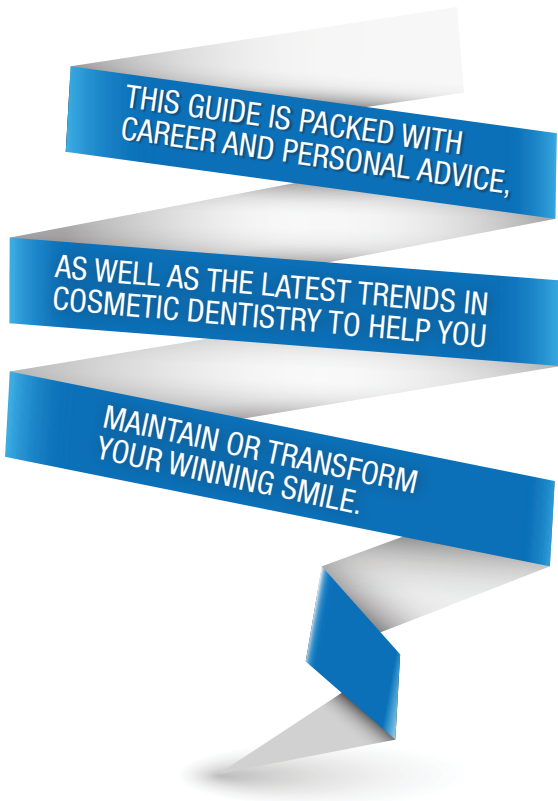 THIS GUIDE IS PACKED WITH
CAREER AND PERSONAL ADVICE,
AS WELL AS THE LATEST TRENDS IN
COSMETIC DENTISTRY TO HELP YOU
MAINTAIN OR TRANSFORM
YOUR WINNING SMILE.